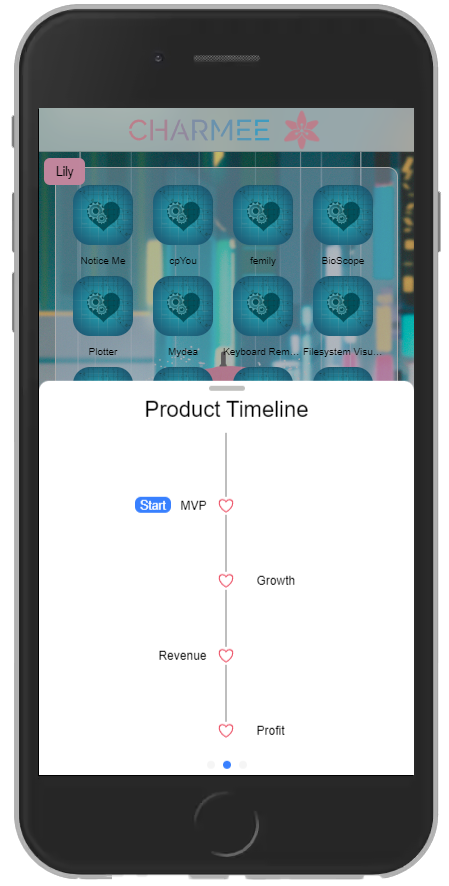 CHARMEE
Lily
Notice Me
cpYou
femily
BioScope
Plotter
Mydea
Keyboard Rem...
Filesystem Visu...
Product Timeline
Start
MVP
Growth
Revenue
Profit